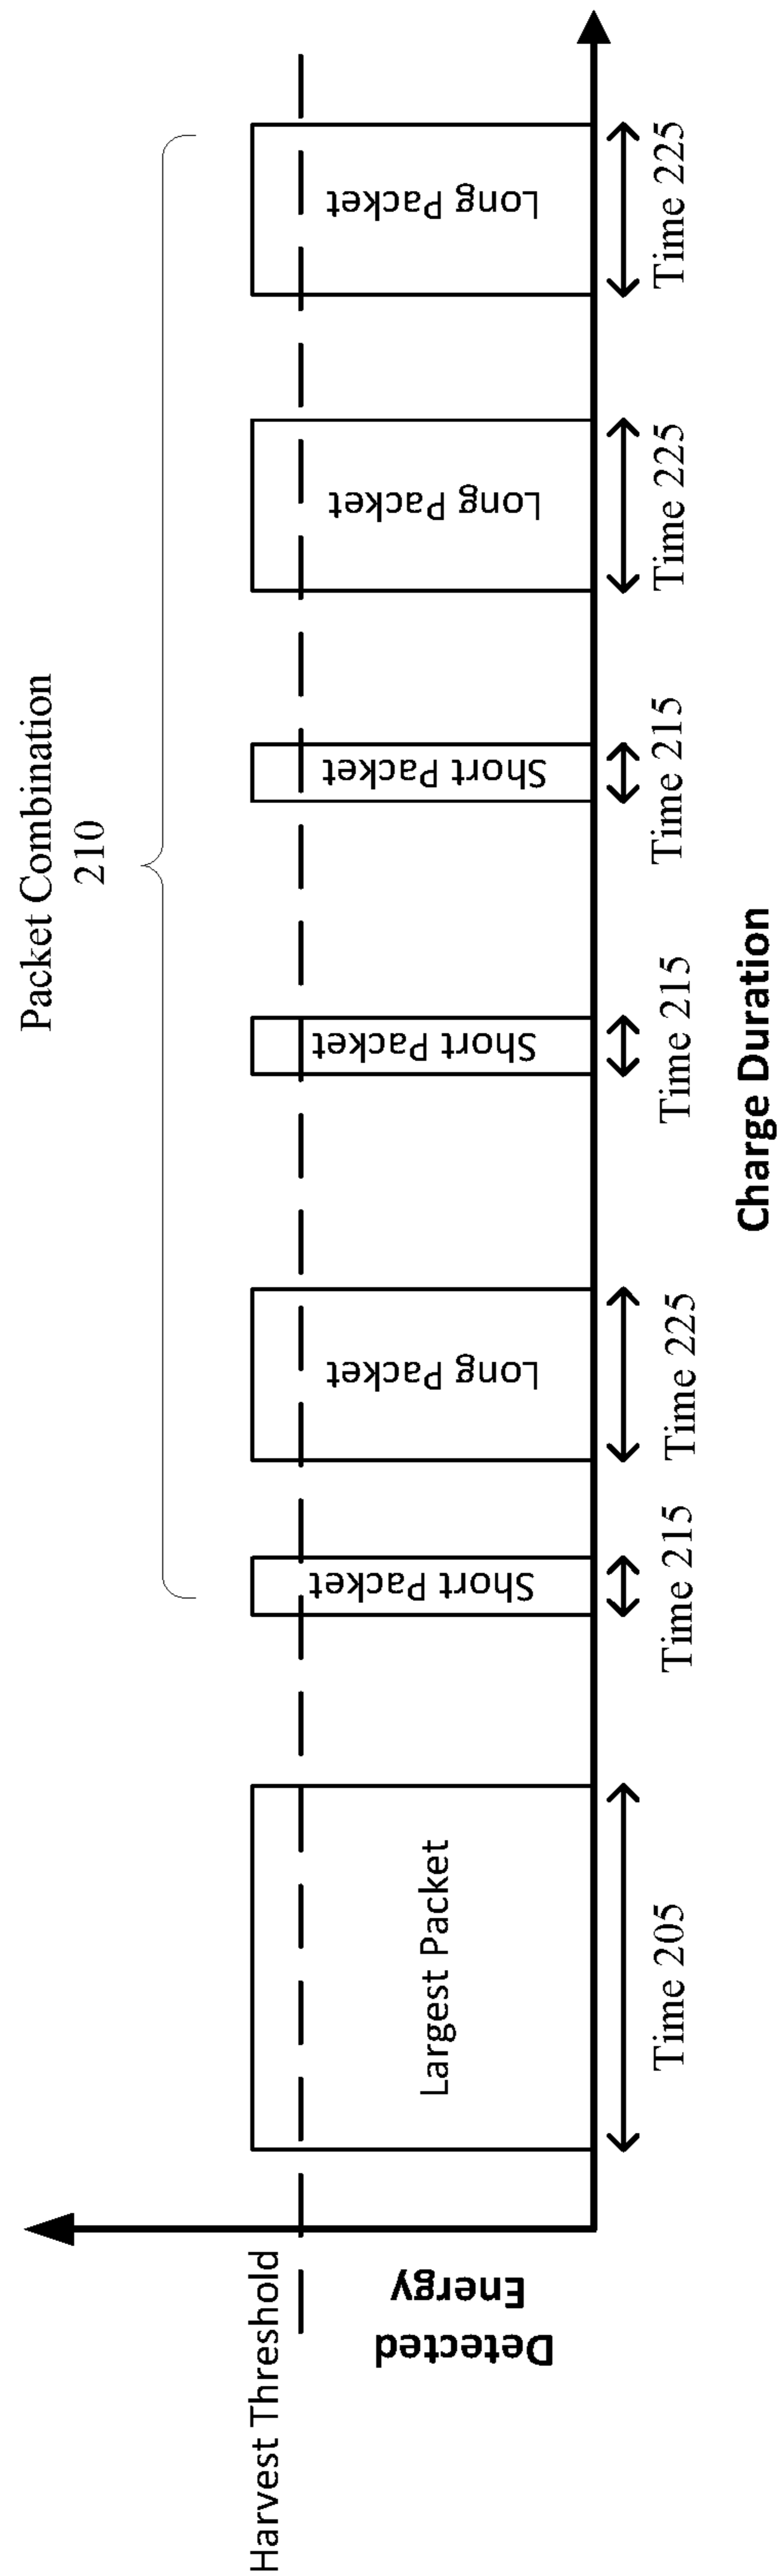 Packet Combination
210
Harvest Threshold
Detected
Energy
Largest Packet
Short Packet
Long Packet
Short Packet
Short Packet
Long Packet
Long Packet
Time 205
Time 215
Time 225
Time 215
Time 215
Time 225
Time 225
Charge Duration